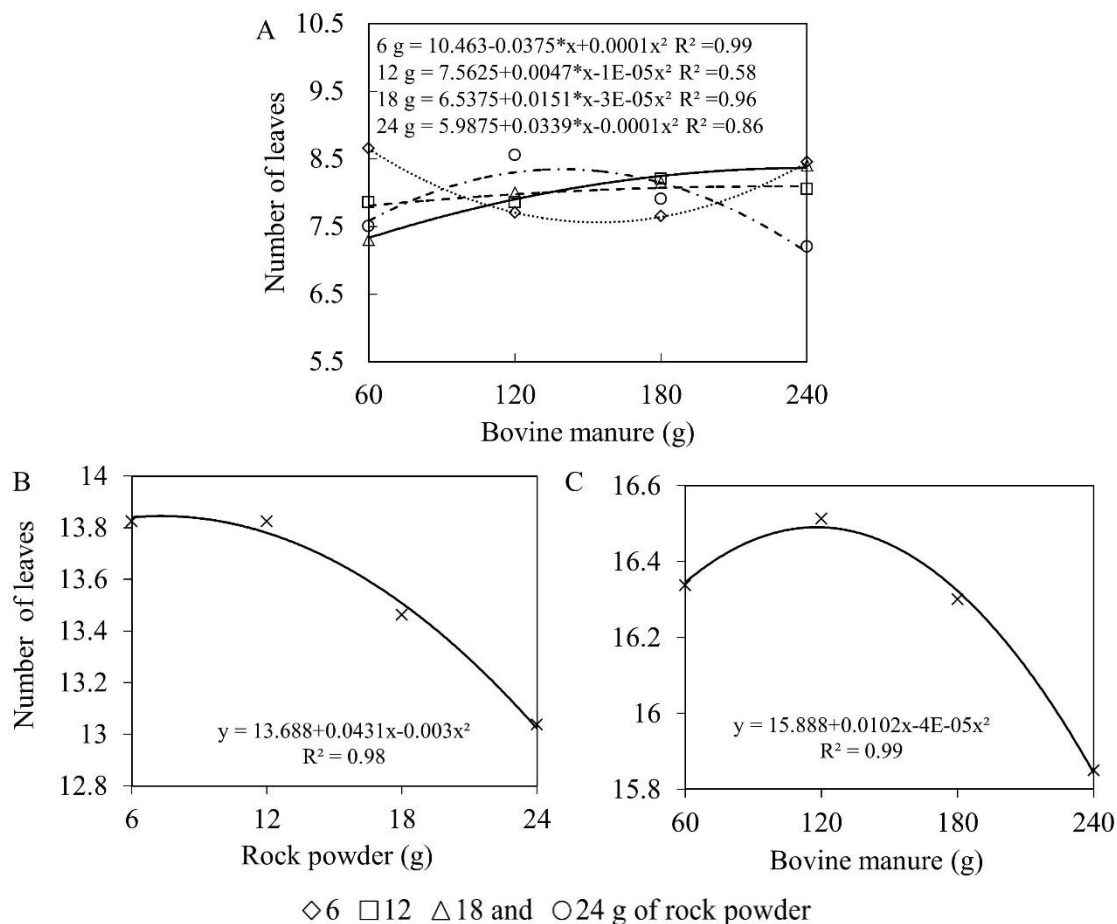 A
10.5
9.5
8.5
7.5
6.5
5.5
Number of leaves
6 g = 10.463-0.0375*x+0.0001x² R² =0.99
12 g = 7.5625+0.0047*x-1E-05x² R² =0.58
18 g = 6.5375+0.0151*x-3E-05x² R² =0.96
24 g = 5.9875+0.0339*x-0.0001x² R² =0.86
60 120 180 240
Bovine manure (g)
B
14
13.8
13.6
13.4
13.2
13
12.8
Number of leaves
y = 13.688+0.0431x-0.003x²
R² = 0.98
6 12 18 24
Rock powder (g)
C
16.6
16.4
16.2
16
15.8
y = 15.888+0.0102x-4E-05x²
R² = 0.99
60 120 180 240
Bovine manure (g)
◇6 □12 △18 and ○24 g of rock powder